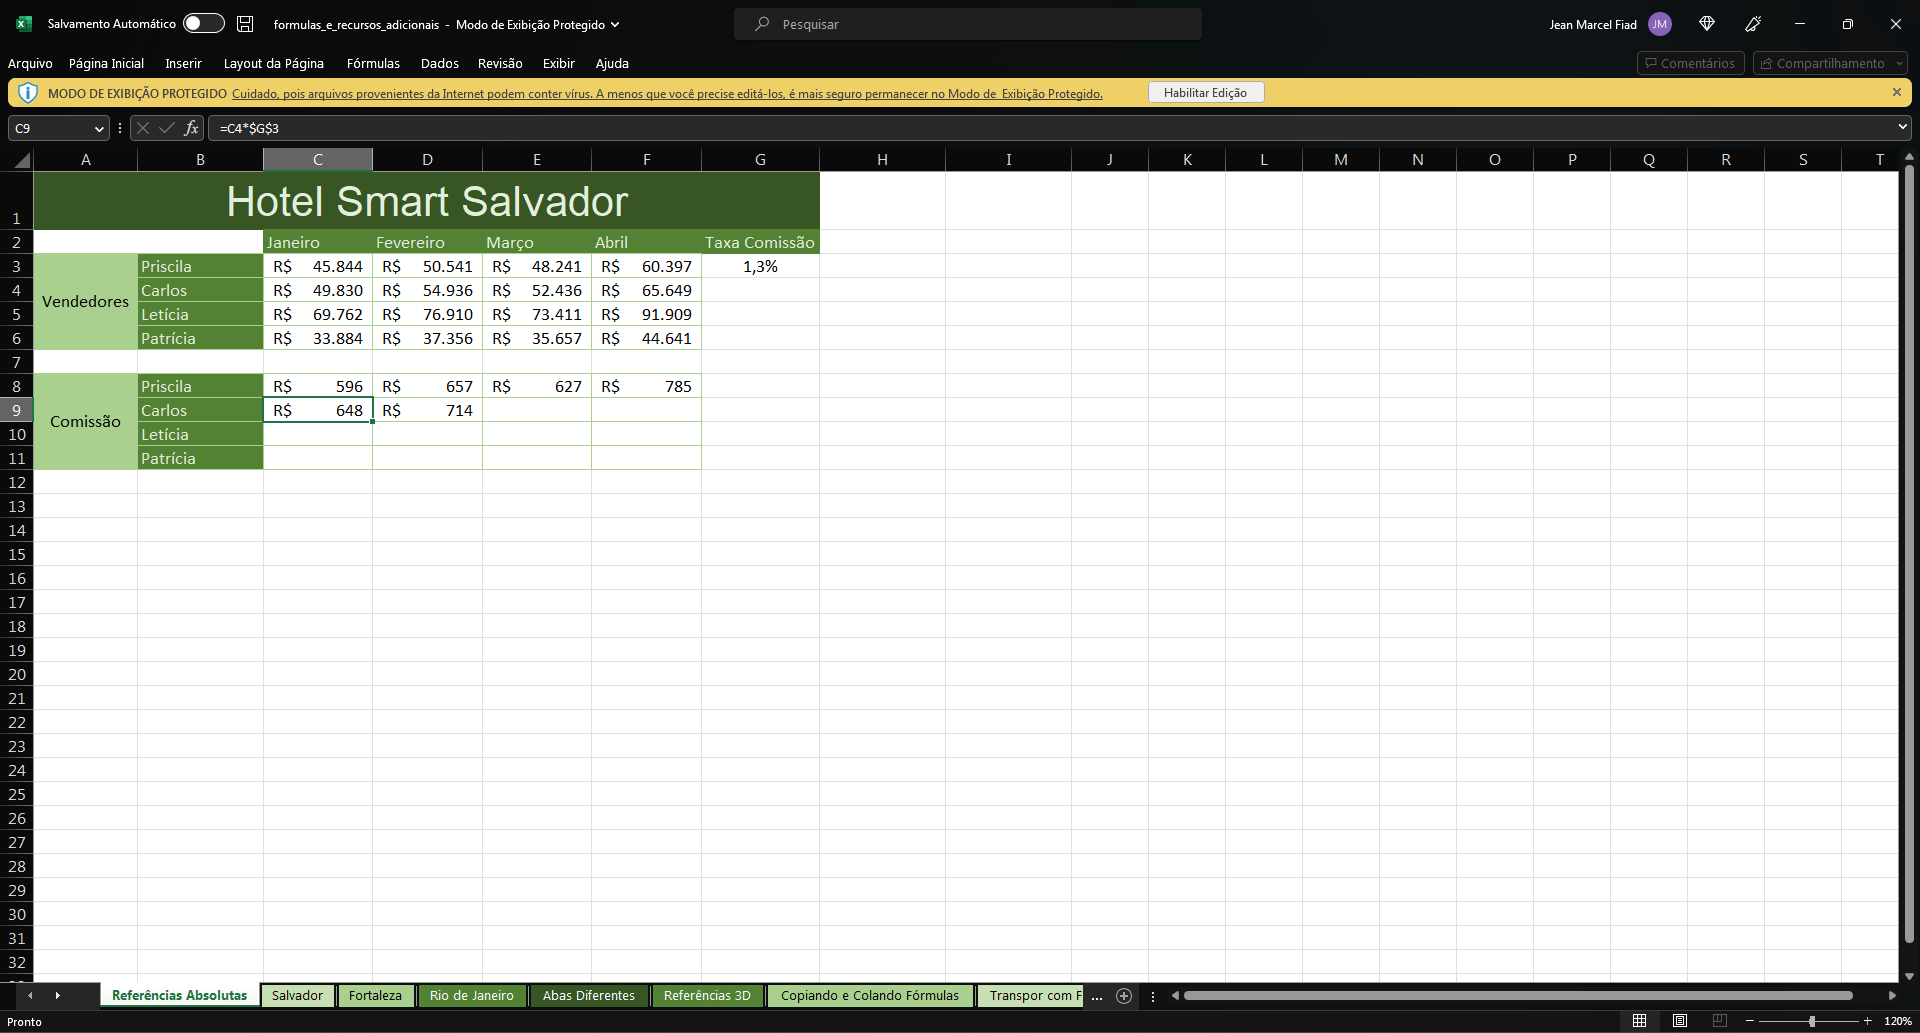 Salvamento Automático formulas_e_recursos_adicionais - Modo de Exibição Protegido Pesquisar Jean Marcel Fiad JM
Arquivo Página Inicial Inserir Layout da Página Fórmulas Dados Revisão Exibir Ajuda Comentários Compartilhamento
MODO DE EXIBIÇÃO PROTEGIDO Cuidado, pois arquivos provenientes da Internet podem conter vírus. A menos que você precise editá-los, é mais seguro permanecer no Modo de Exibição Protegido. Habilitar Edição
C9 fx =C4*$G$3
A B C D E F G H I J K L M N O P Q R S T
1 Hotel Smart Salvador
2 Janeiro Fevereiro Março Abril Taxa Comissão
3 Priscila R$ 45.844 R$ 50.541 R$ 48.241 R$ 60.397 1,3%
4 Carlos R$ 49.830 R$ 54.936 R$ 52.436 R$ 65.649
Vendedores
5 Letícia R$ 69.762 R$ 76.910 R$ 73.411 R$ 91.909
6 Patrícia R$ 33.884 R$ 37.356 R$ 35.657 R$ 44.641
7
8 Priscila R$ 596 R$ 657 R$ 627 R$ 785
9 Carlos R$ 648 R$ 714
Comissão
10 Letícia
11 Patrícia
12
13
14
15
16
17
18
19
20
21
22
23
24
25
26
27
28
29
30
31
32
Referências Absolutas Salvador Fortaleza Rio de Janeiro Abas Diferentes Referências 3D Copiando e Colando Fórmulas Transpor com F ...
Pronto 120%